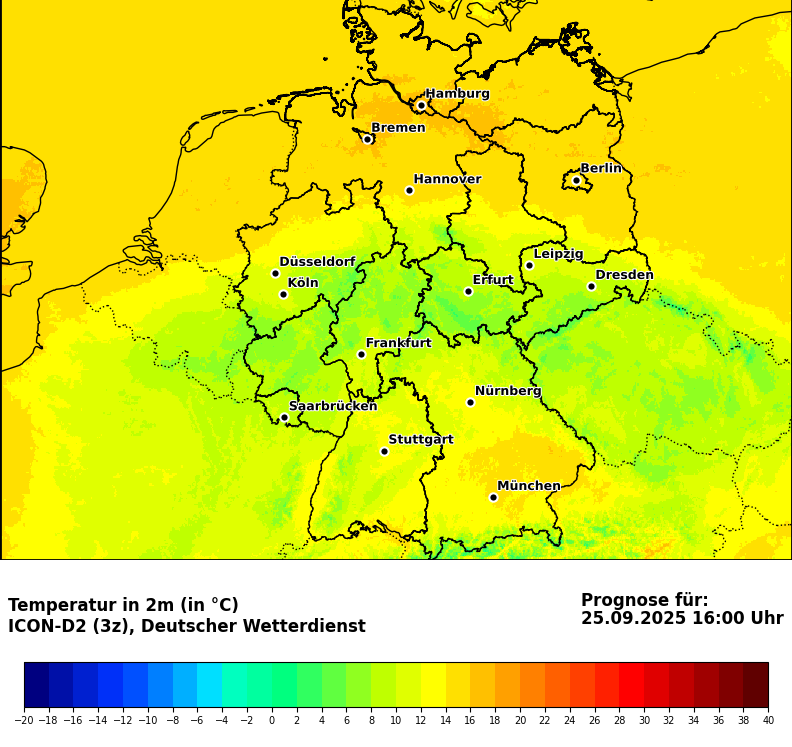 Hamburg
Bremen
Berlin
Hannover
Leipzig
Düsseldorf
Dresden
Köln
Erfurt
Frankfurt
Nürnberg
Saarbrücken
Stuttgart
München
Temperatur in 2m (in °C)
ICON-D2 (3z), Deutscher Wetterdienst
Prognose für:
25.09.2025 16:00 Uhr
−20 −18 −16 −14 −12 −10 −8 −6 −4 −2 0 2 4 6 8 10 12 14 16 18 20 22 24 26 28 30 32 34 36 38 40